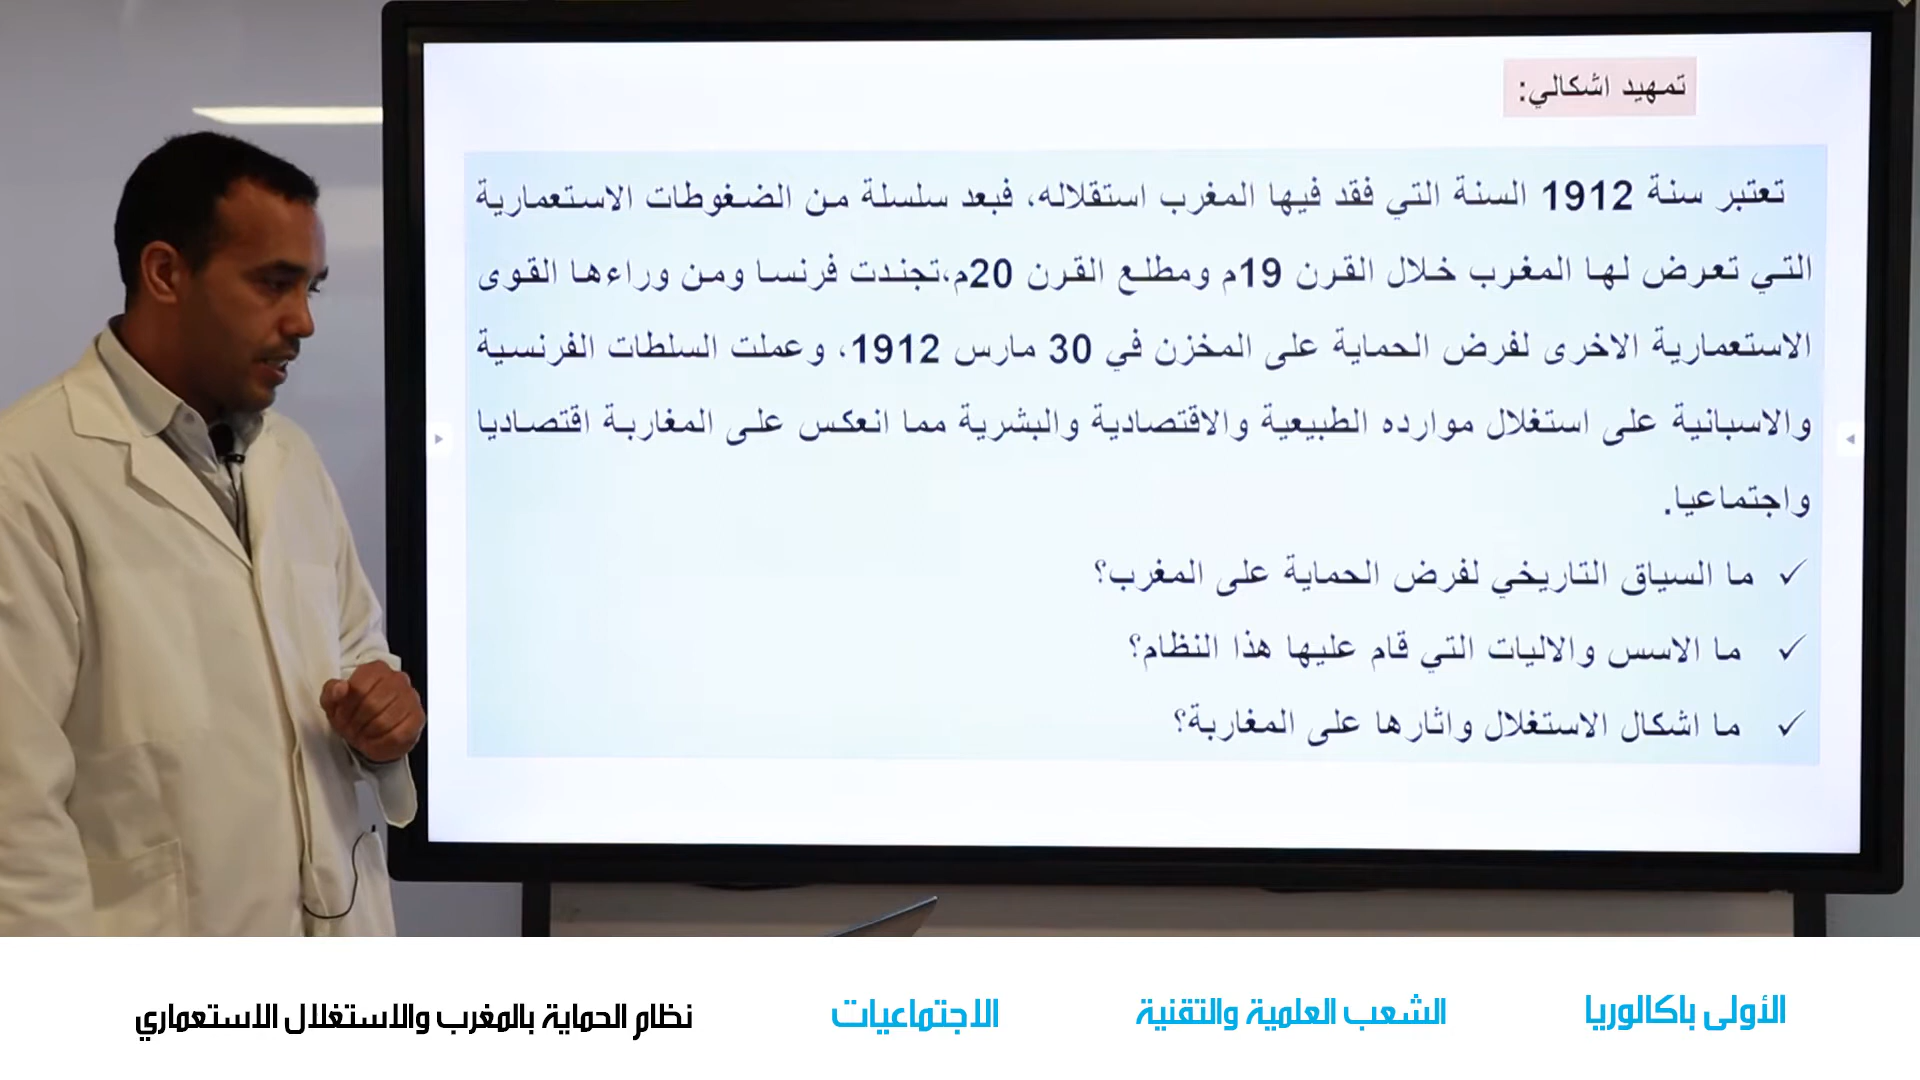 تمهيد اشكالي:
تعتبر سنة 1912 السنة التي فقد فيها المغرب استقلاله، فبعد سلسلة من الضغوطات الاستعمارية
التي تعرض لها المغرب خلال القرن 19م ومطلع القرن 20م،تجندت فرنسا ومن وراءها القوى
الاستعمارية الاخرى لفرض الحماية على المخزن في 30 مارس 1912، وعملت السلطات الفرنسية
والاسبانية على استغلال موارده الطبيعية والاقتصادية والبشرية مما انعكس على المغاربة اقتصاديا
واجتماعيا.
✓ ما السياق التاريخي لفرض الحماية على المغرب؟
✓ ما الاسس والاليات التي قام عليها هذا النظام؟
✓ ما اشكال الاستغلال واثارها على المغاربة؟
الأولى باكالوريا الشعب العلمية والتقنية الاجتماعيات نظام الحماية بالمغرب والاستغلال الاستعماري